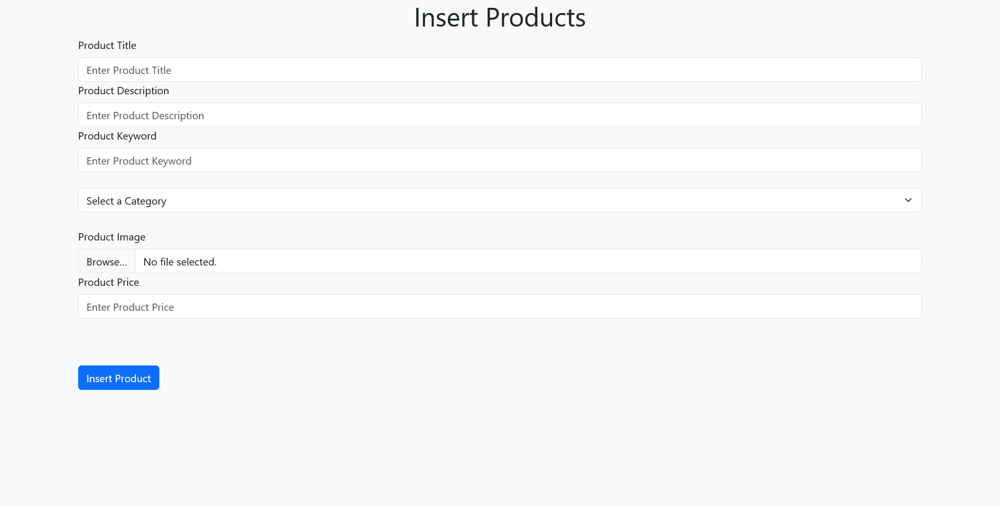 Insert Products
Product Title
Enter Product Title
Product Description
Enter Product Description
Product Keyword
Enter Product Keyword
Select a Category
Product Image
Browse... No file selected.
Product Price
Enter Product Price
Insert Product